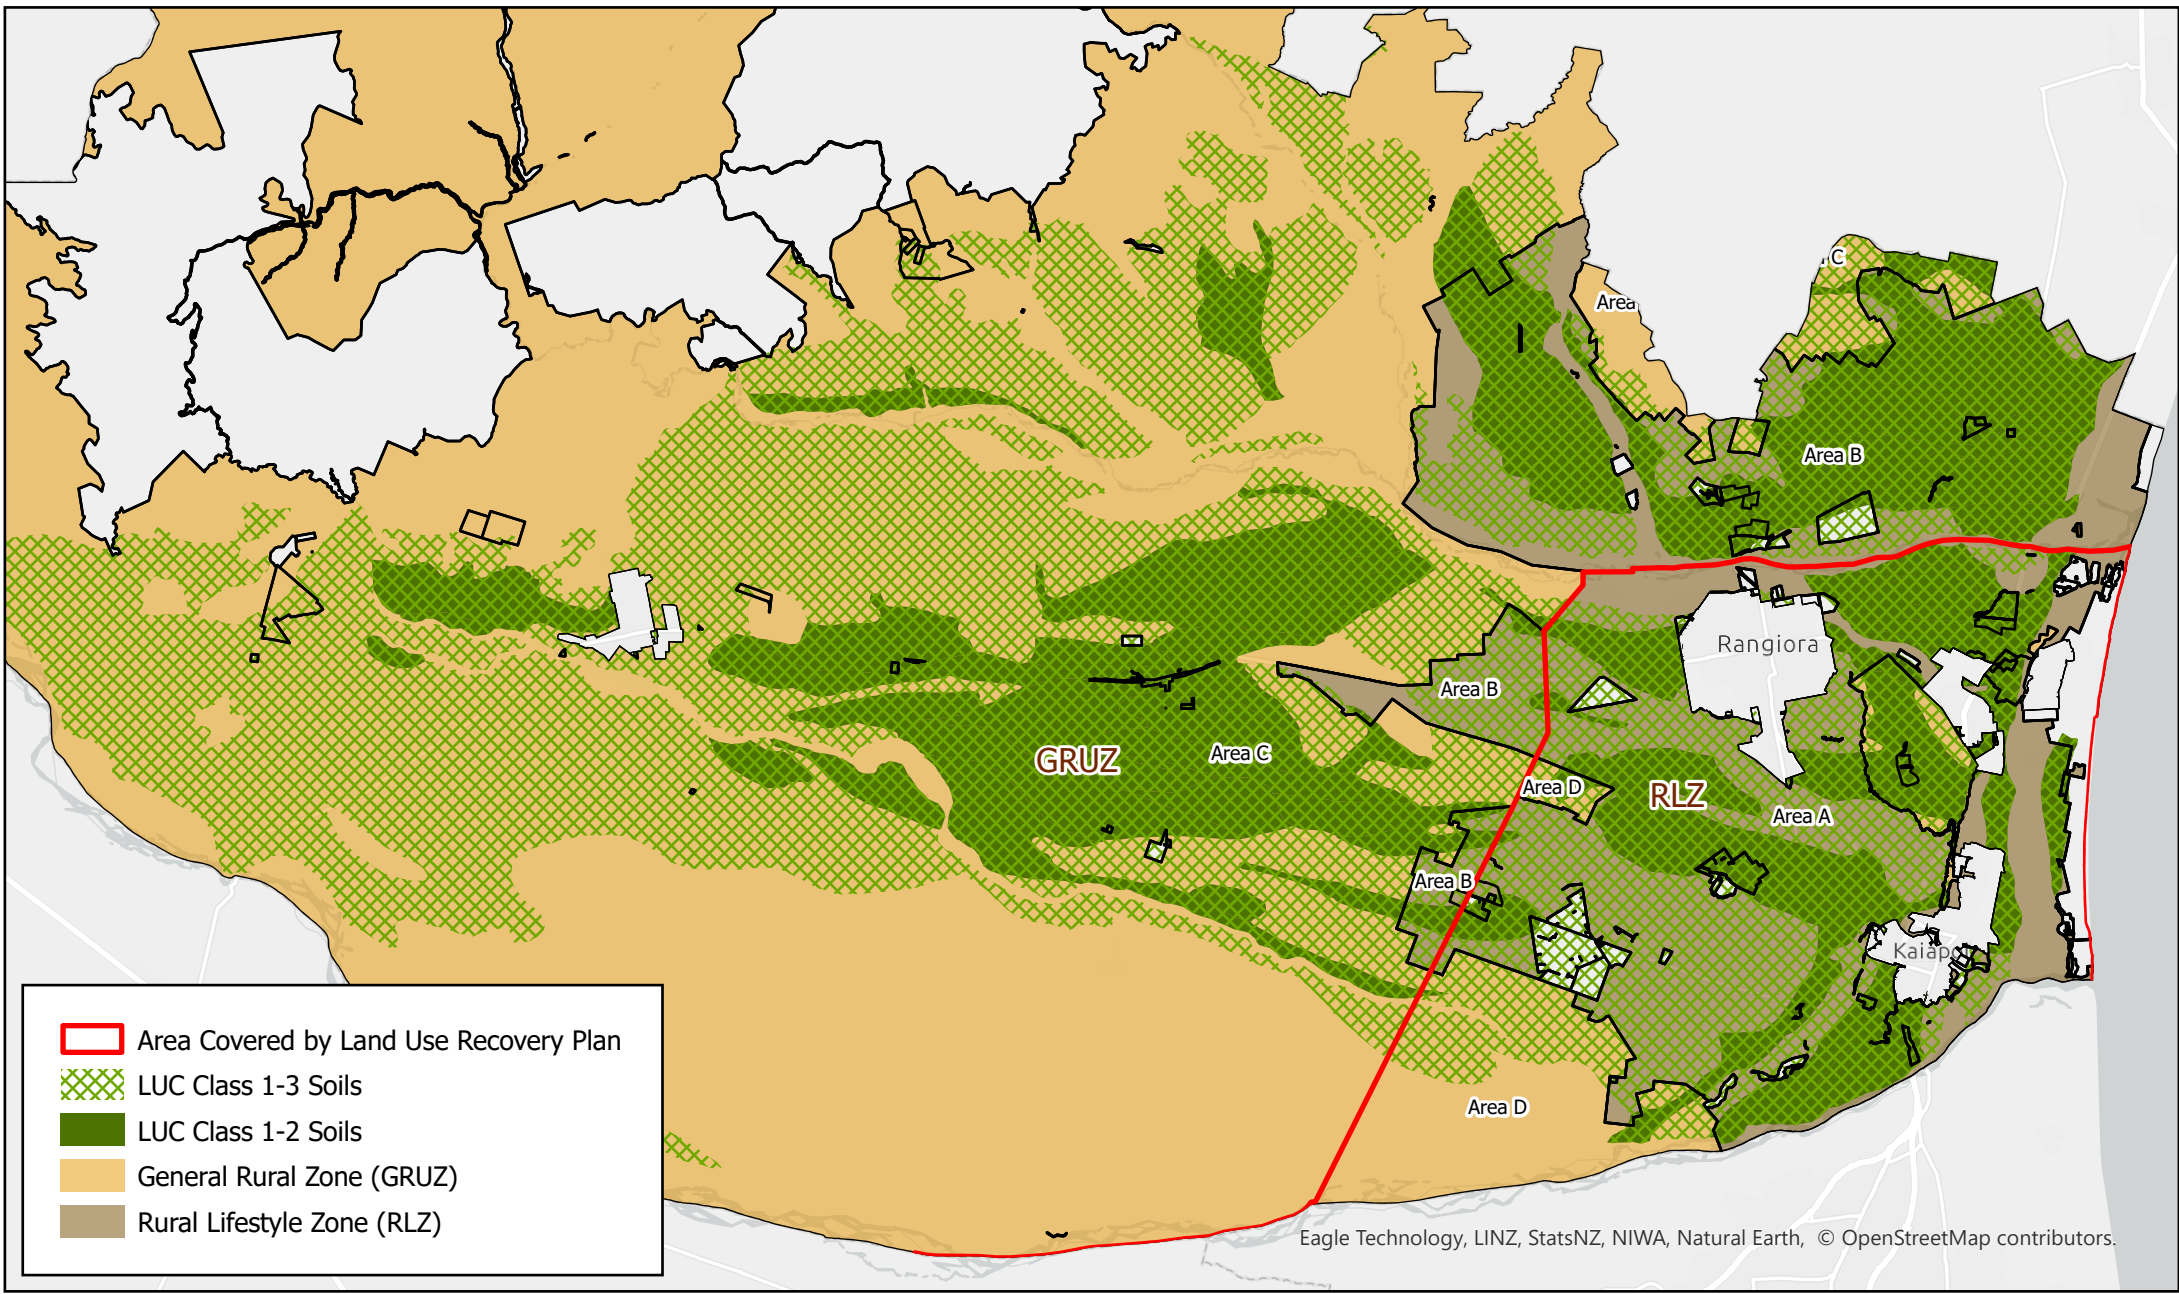 C
Area
Area B
Rangiora
Area B
GRUZ
Area C
Area D
RLZ
Area A
Area B
Kaiap
Area D
Area Covered by Land Use Recovery Plan
LUC Class 1-3 Soils
LUC Class 1-2 Soils
General Rural Zone (GRUZ)
Rural Lifestyle Zone (RLZ)
Eagle Technology, LINZ, StatsNZ, NIWA, Natural Earth, © OpenStreetMap contributors.